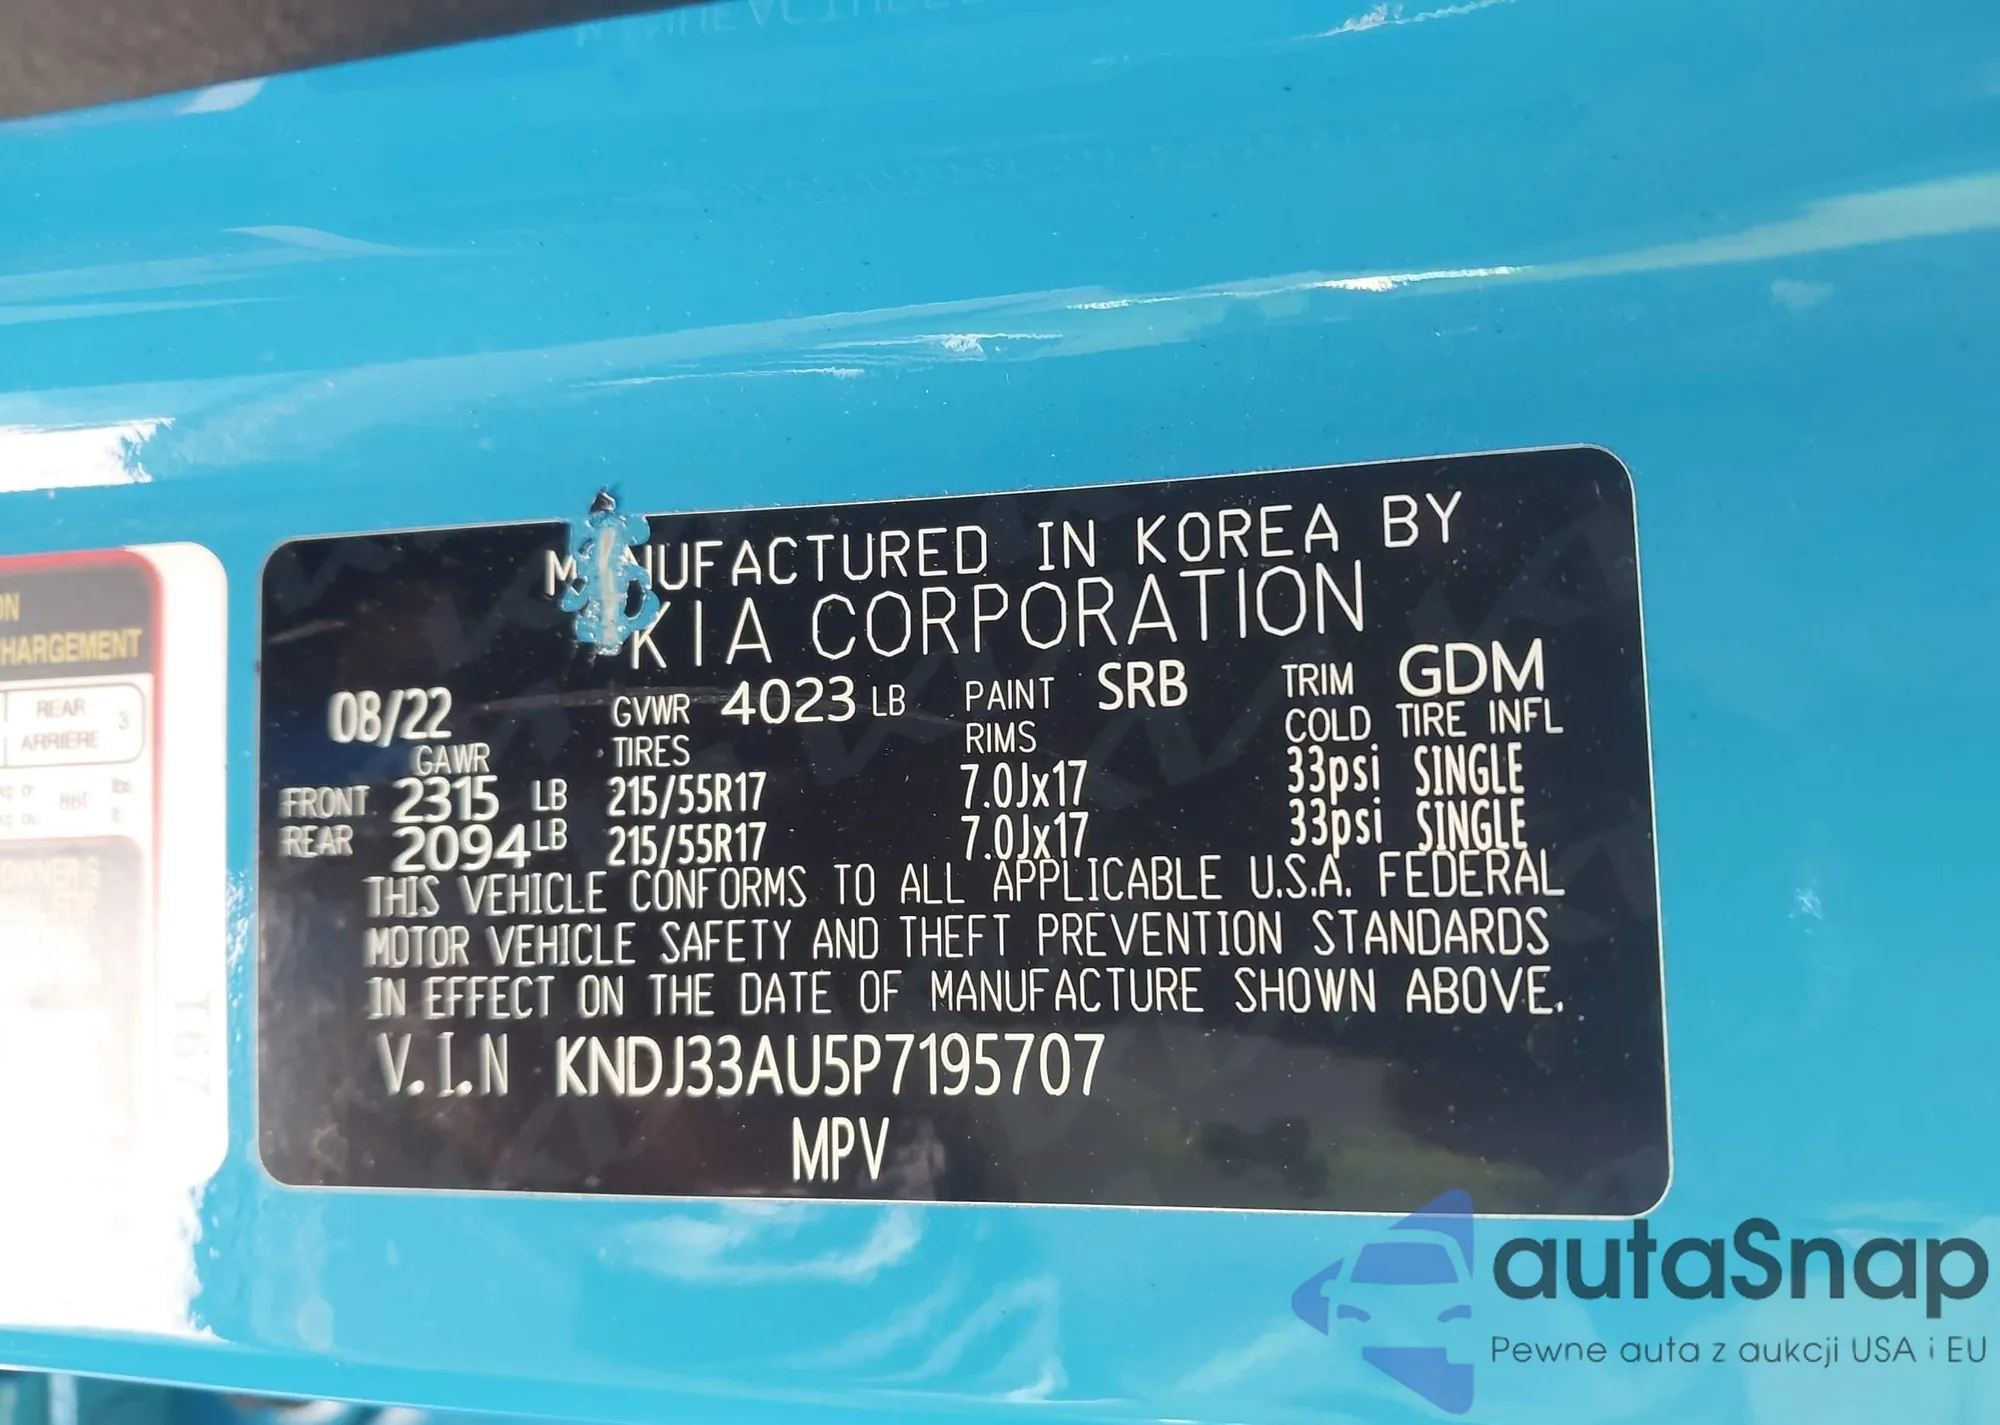 MANUFACTURED IN KOREA BY
KIA CORPORATION
08/22 GVWR 4023 LB PAINT SRB TRIM GDM
GAWR TIRES RIMS COLD TIRE INFL
FRONT 2315 LB 215/55R17 7.0Jx17 33psi SINGLE
REAR 2094 LB 215/55R17 7.0Jx17 33psi SINGLE
THIS VEHICLE CONFORMS TO ALL APPLICABLE U.S.A. FEDERAL
MOTOR VEHICLE SAFETY AND THEFT PREVENTION STANDARDS
IN EFFECT ON THE DATE OF MANUFACTURE SHOWN ABOVE.
V.I.N KNDJ33AU5P7195707
MPV
HARGEMENT
REAR 3
ARRIÈRE
OWNER'S
T67
autaSnap
Pewne auta z aukcji USA i EU